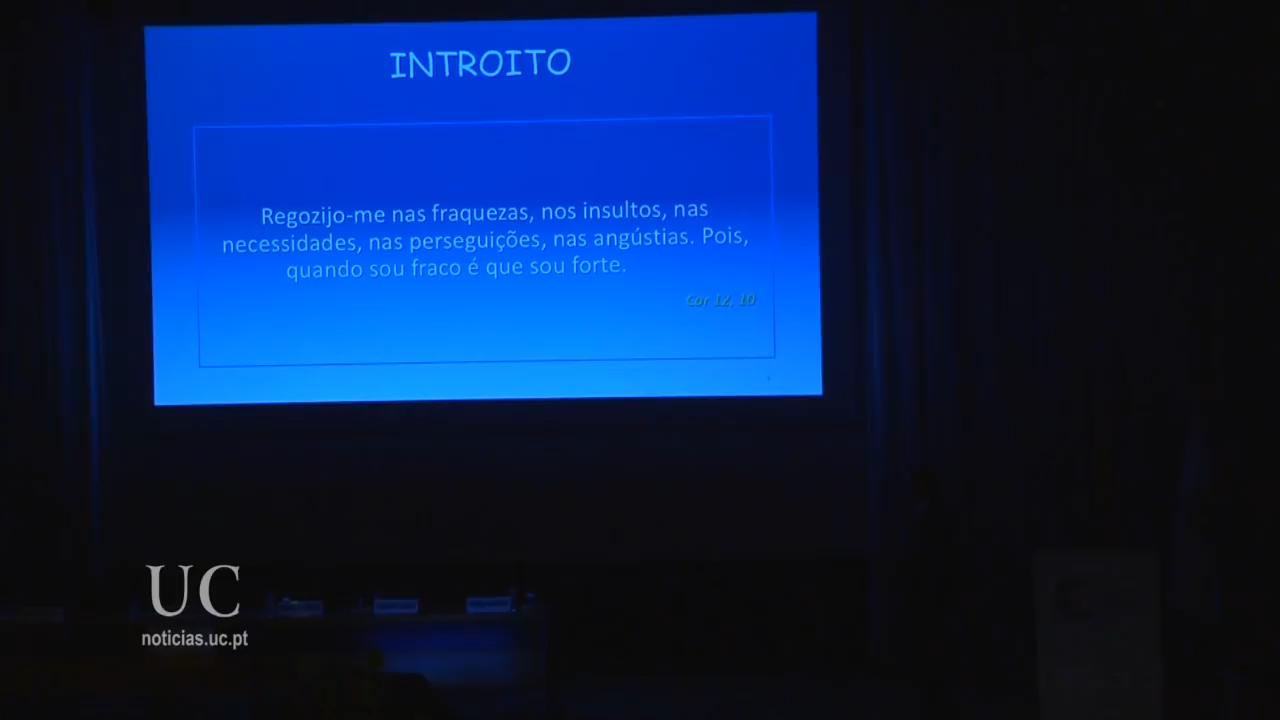 INTROITO
Regozijo-me nas fraquezas, nos insultos, nas
necessidades, nas perseguições, nas angústias. Pois,
quando sou fraco é que sou forte.
Cor 12, 10
UC
noticias.uc.pt